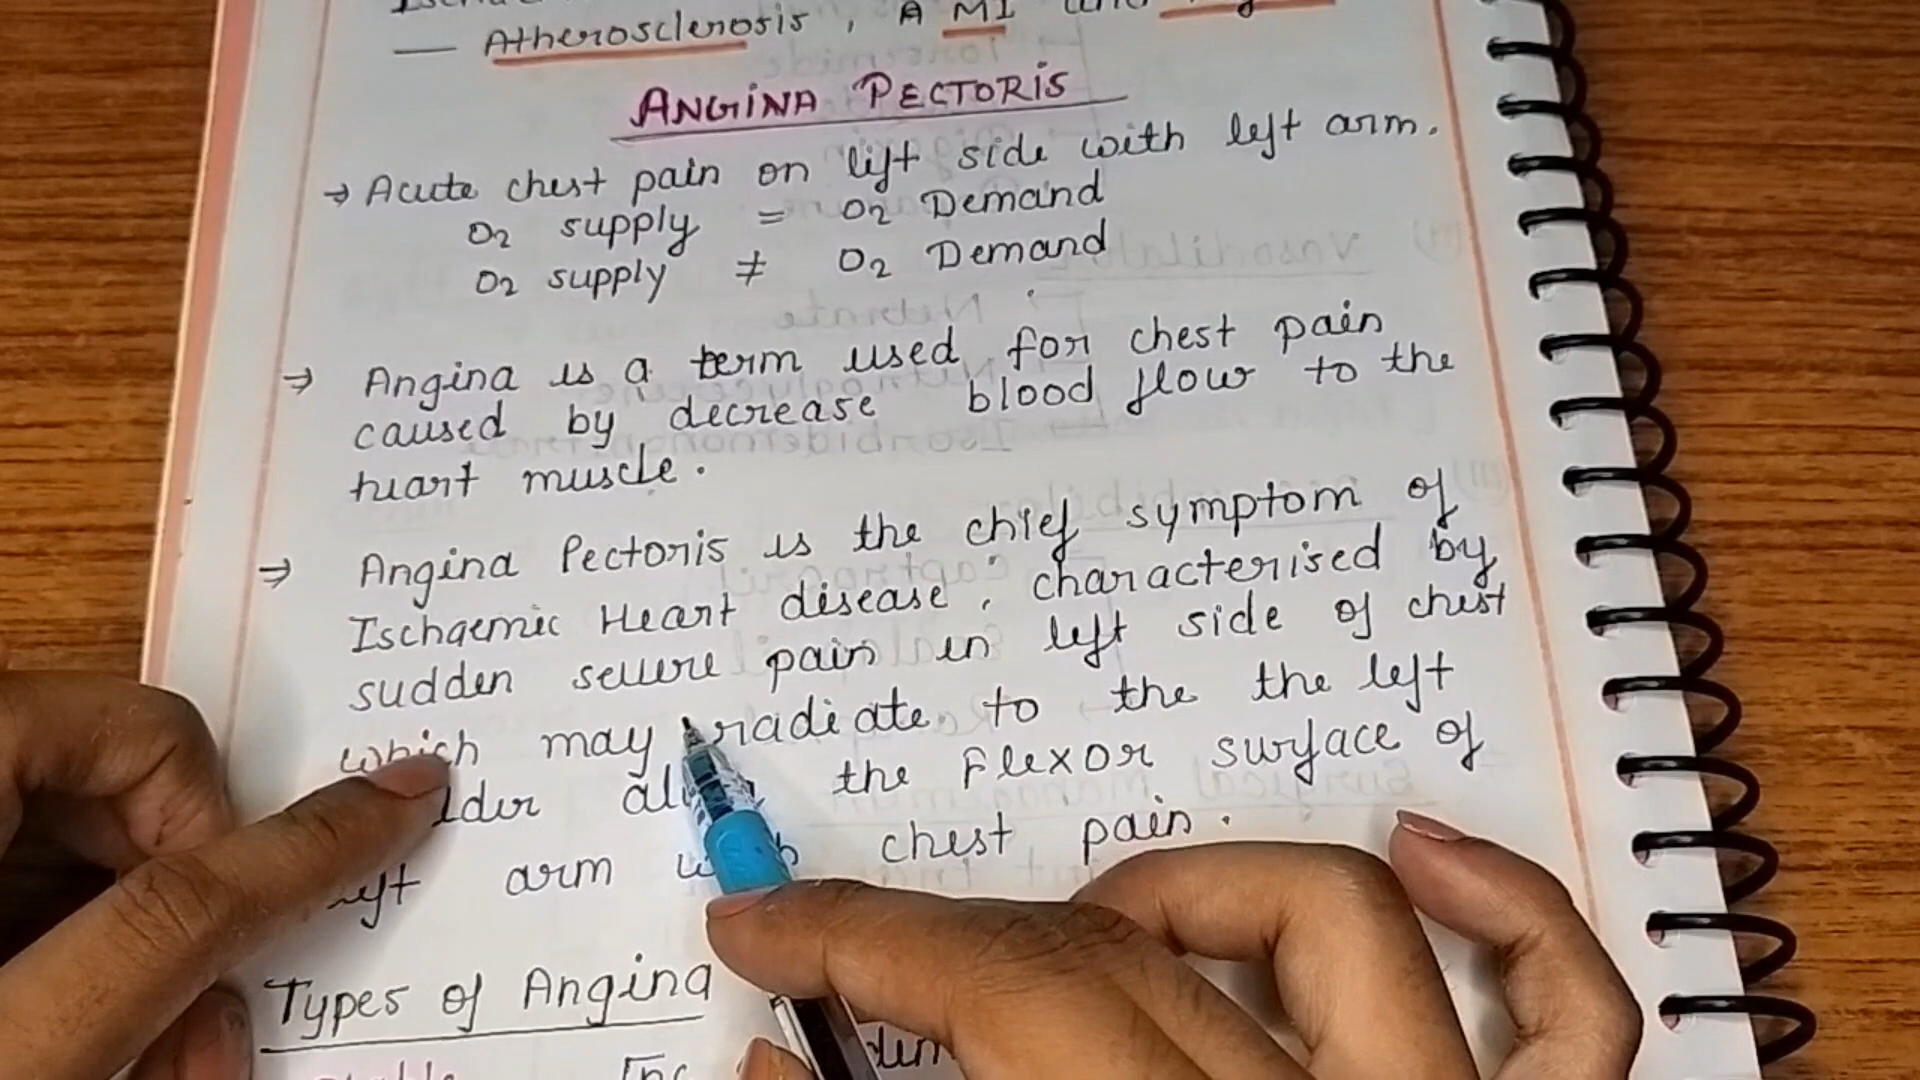 — Atherosclerosis, A MI
ANGINA PECTORIS
→ Acute chest pain on left side with left arm.
O2 supply = O2 Demand
O2 supply ≠ O2 Demand
→ Angina is a term used for chest pain
caused by decrease blood flow to the
heart muscle.
→ Angina Pectoris is the chief symptom of
Ischaemic Heart disease, characterised by
sudden severe pain in left side of chest
which may radiate to the the left
the Flexor surface of
arm chest pain.
Types of Angina